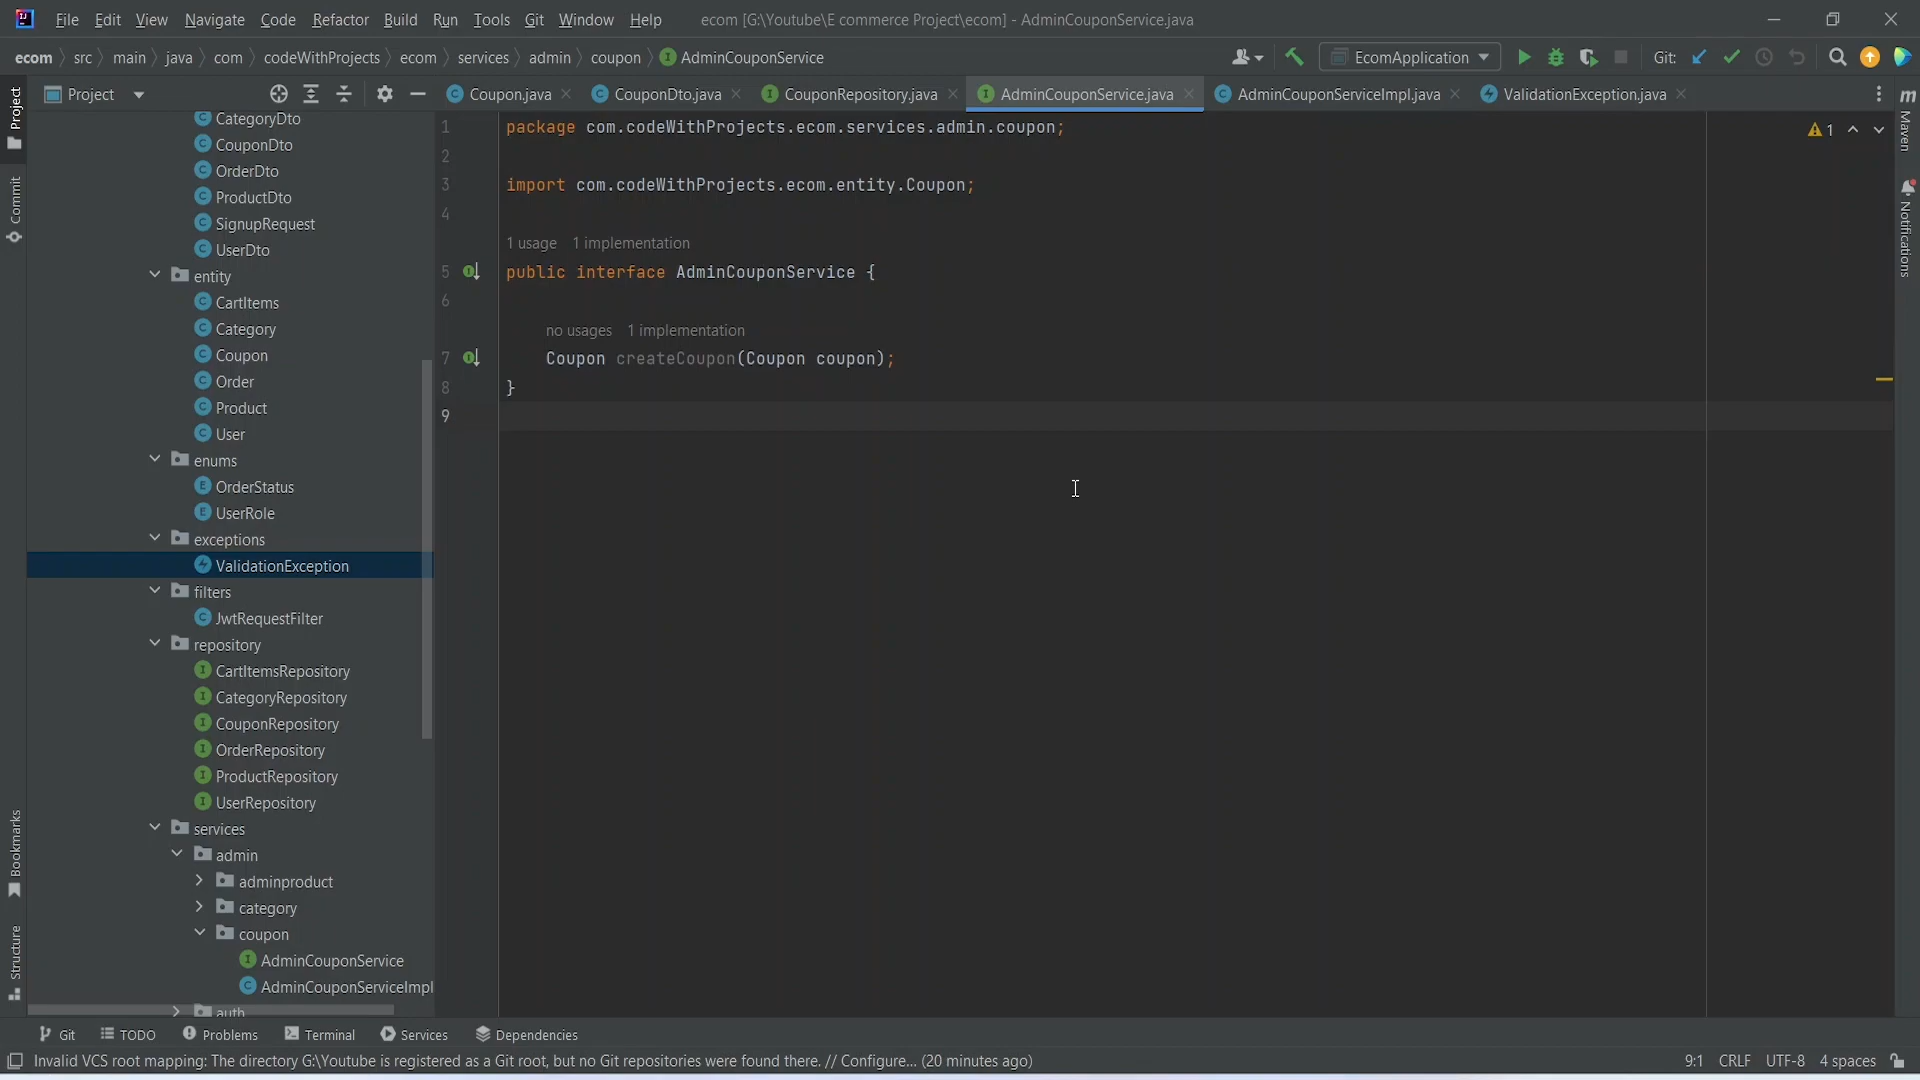 File Edit View Navigate Code Refactor Build Run Tools Git Window Help ecom [G:\Youtube\E commerce Project\ecom] - AdminCouponService.java
ecom src main java com codeWithProjects ecom services admin coupon AdminCouponService EcomApplication Git:
Project Coupon.java CouponDto.java CouponRepository.java AdminCouponService.java AdminCouponServiceImpl.java ValidationException.java
Project
Commit
Bookmarks
Structure
CategoryDto
CouponDto
OrderDto
ProductDto
SignupRequest
UserDto
entity
CartItems
Category
Coupon
Order
Product
User
enums
OrderStatus
UserRole
exceptions
ValidationException
filters
JwtRequestFilter
repository
CartItemsRepository
CategoryRepository
CouponRepository
OrderRepository
ProductRepository
UserRepository
services
admin
adminproduct
category
coupon
AdminCouponService
AdminCouponServiceImpl
auth
1 package com.codeWithProjects.ecom.services.admin.coupon;
2
3 import com.codeWithProjects.ecom.entity.Coupon;
4
1 usage 1 implementation
5 public interface AdminCouponService {
6
no usages 1 implementation
7 Coupon createCoupon(Coupon coupon);
8 }
9
1
m Maven
Notifications
Git TODO Problems Terminal Services Dependencies
Invalid VCS root mapping: The directory G:\Youtube is registered as a Git root, but no Git repositories were found there. // Configure... (20 minutes ago) 9:1 CRLF UTF-8 4 spaces